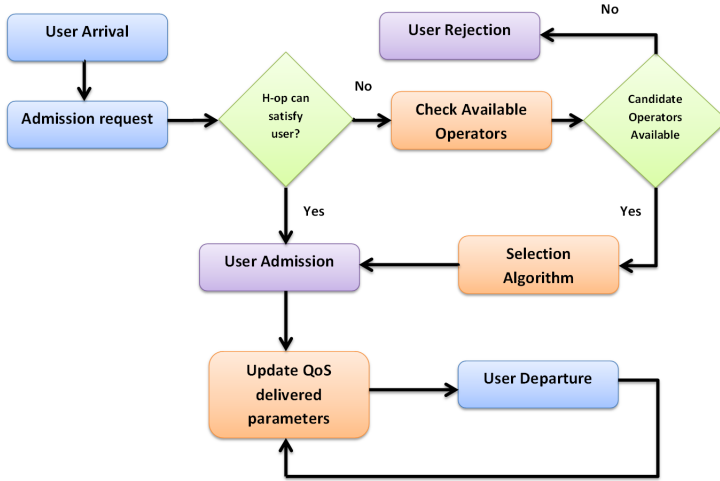 User Arrival
Admission request
H-op can
satisfy
user?
No
Yes
Check Available
Operators
Candidate
Operators
Available
No
User Rejection
Yes
Selection
Algorithm
User Admission
Update QoS
delivered
parameters
User Departure